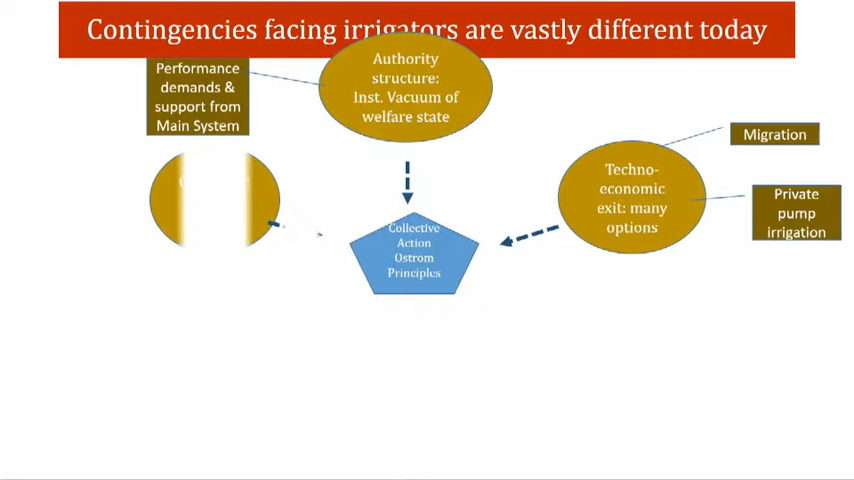 Contingencies facing irrigators are vastly different today
Performance
demands &
support from
Main System
Authority
structure:
Inst. Vacuum of
welfare state
Migration
Techno-
economic
exit: many
options
Private
pump
irrigation
Collective
Action
Ostrom
Principles